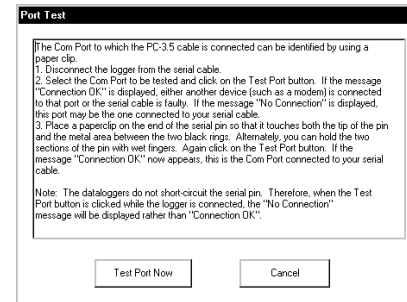 Port Test
The Com Port to which the PC-3.5 cable is connected can be identified by using a
paper clip.
1. Disconnect the logger from the serial cable.
2. Select the Com Port to be tested and click on the Test Port button.  If the message
"Connection OK" is displayed, either another device (such as a modem) is connected
to that port or the serial cable is faulty.  If the message "No Connection" is displayed,
this port may be the one connected to your serial cable.
3. Place a paperclip on the end of the serial pin so that it touches both the tip of the pin
and the metal area between the two black rings.  Alternately, you can hold the two
sections of the pin with wet fingers.  Again click on the Test Port button.  If the
message "Connection OK" now appears, this is the Com Port connected to your serial
cable.
Note:  The dataloggers do not short-circuit the serial pin.  Therefore, when the Test
Port button is clicked while the logger is connected, the "No Connection"
message will be displayed rather than "Connection OK".
Test Port Now
Cancel